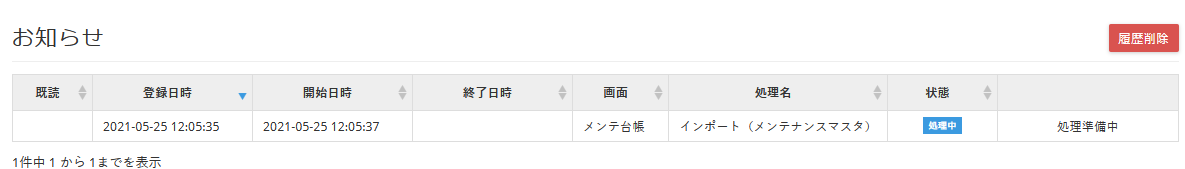 お知らせ
履歴削除
既読 登録日時 開始日時 終了日時 画面 処理名 状態
2021-05-25 12:05:35 2021-05-25 12:05:37 メンテ台帳 インポート（メンテナンスマスタ） 処理中 処理準備中
1件中 1 から 1までを表示